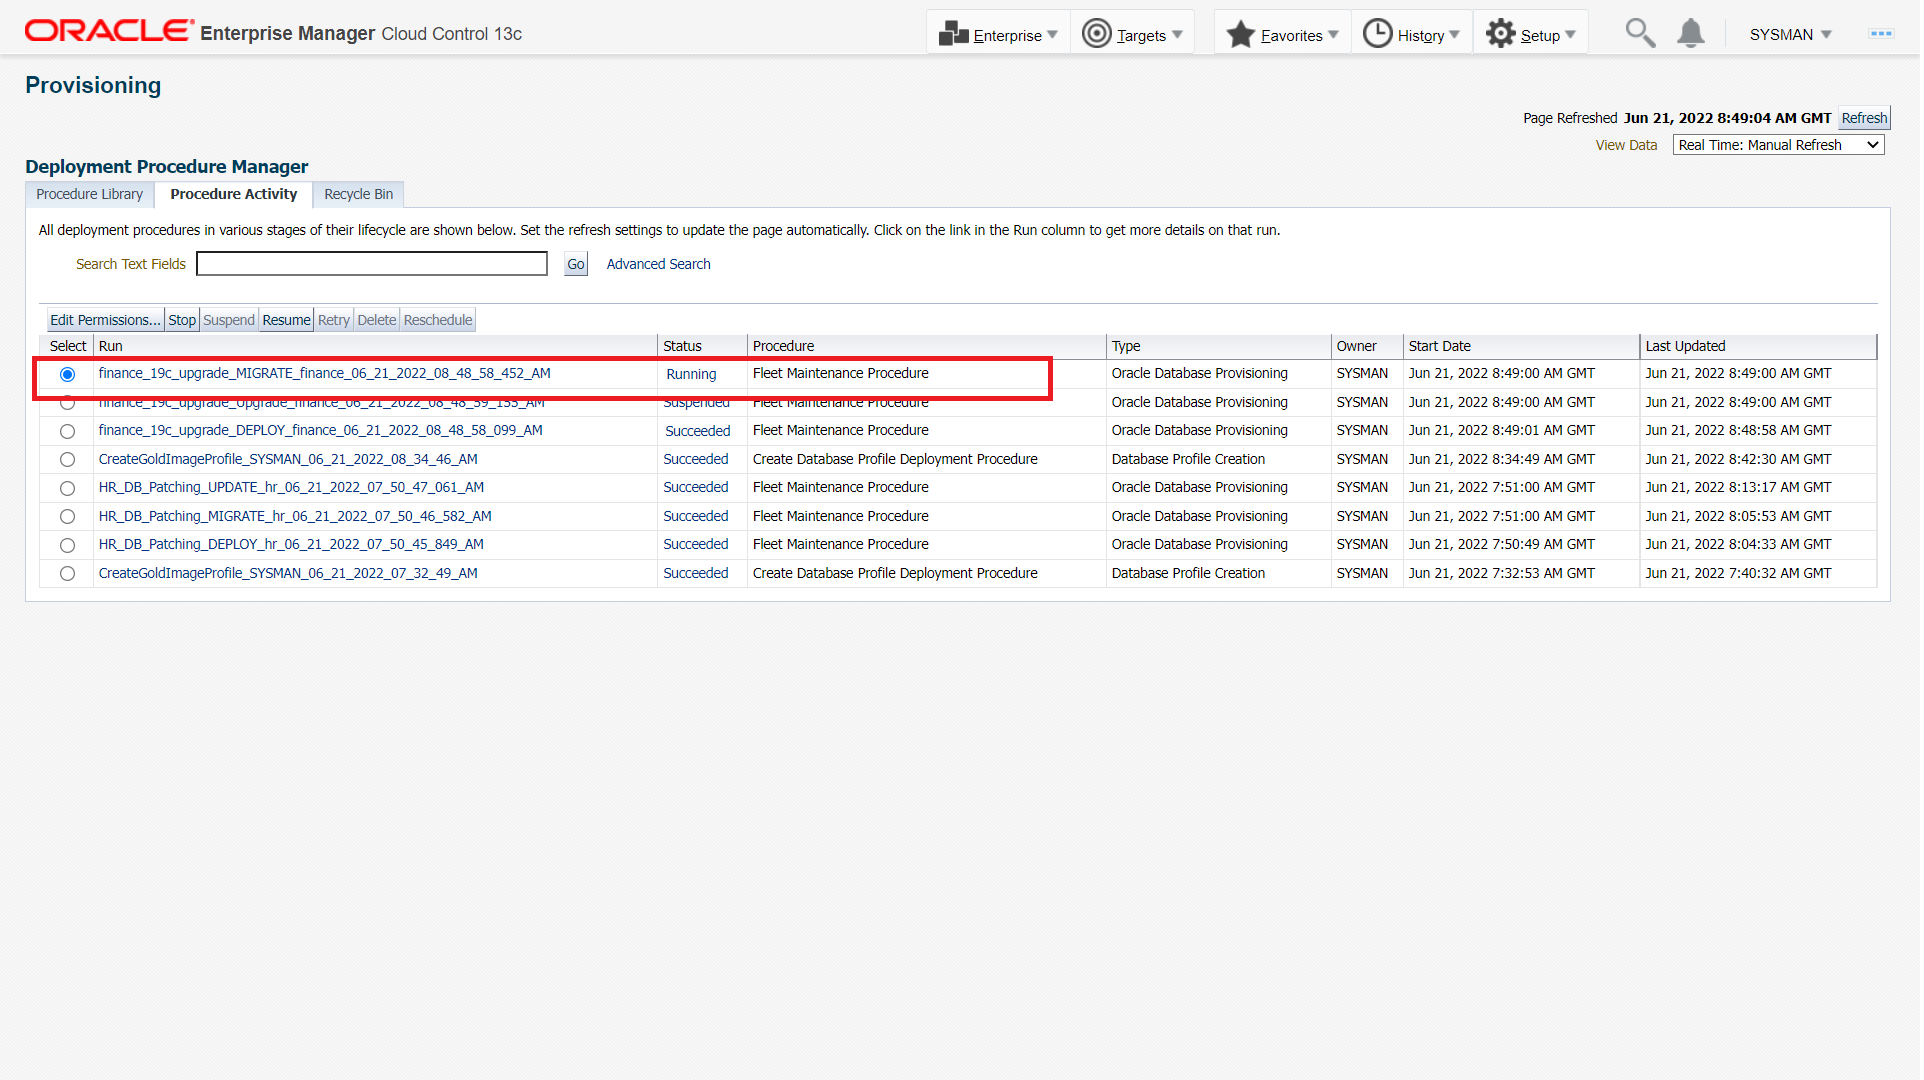 ORACLE Enterprise Manager Cloud Control 13c Enterprise Targets Favorites History Setup SYSMAN
Provisioning
Page Refreshed Jun 21, 2022 8:49:04 AM GMT Refresh
View Data Real Time: Manual Refresh
Deployment Procedure Manager
Procedure Library Procedure Activity Recycle Bin
All deployment procedures in various stages of their lifecycle are shown below. Set the refresh settings to update the page automatically. Click on the link in the Run column to get more details on that run.
Search Text Fields Go Advanced Search
Edit Permissions... Stop Suspend Resume Retry Delete Reschedule
Select Run Status Procedure Type Owner Start Date Last Updated
finance_19c_upgrade_MIGRATE_finance_06_21_2022_08_48_58_452_AM Running Fleet Maintenance Procedure Oracle Database Provisioning SYSMAN Jun 21, 2022 8:49:00 AM GMT Jun 21, 2022 8:49:00 AM GMT
finance_19c_upgrade_Upgrade_finance_06_21_2022_08_48_59_153_AM Suspended Fleet Maintenance Procedure Oracle Database Provisioning SYSMAN Jun 21, 2022 8:49:00 AM GMT Jun 21, 2022 8:49:00 AM GMT
finance_19c_upgrade_DEPLOY_finance_06_21_2022_08_48_58_099_AM Succeeded Fleet Maintenance Procedure Oracle Database Provisioning SYSMAN Jun 21, 2022 8:49:01 AM GMT Jun 21, 2022 8:48:58 AM GMT
CreateGoldImageProfile_SYSMAN_06_21_2022_08_34_46_AM Succeeded Create Database Profile Deployment Procedure Database Profile Creation SYSMAN Jun 21, 2022 8:34:49 AM GMT Jun 21, 2022 8:42:30 AM GMT
HR_DB_Patching_UPDATE_hr_06_21_2022_07_50_47_061_AM Succeeded Fleet Maintenance Procedure Oracle Database Provisioning SYSMAN Jun 21, 2022 7:51:00 AM GMT Jun 21, 2022 8:13:17 AM GMT
HR_DB_Patching_MIGRATE_hr_06_21_2022_07_50_46_582_AM Succeeded Fleet Maintenance Procedure Oracle Database Provisioning SYSMAN Jun 21, 2022 7:51:00 AM GMT Jun 21, 2022 8:05:53 AM GMT
HR_DB_Patching_DEPLOY_hr_06_21_2022_07_50_45_849_AM Succeeded Fleet Maintenance Procedure Oracle Database Provisioning SYSMAN Jun 21, 2022 7:50:49 AM GMT Jun 21, 2022 8:04:33 AM GMT
CreateGoldImageProfile_SYSMAN_06_21_2022_07_32_49_AM Succeeded Create Database Profile Deployment Procedure Database Profile Creation SYSMAN Jun 21, 2022 7:32:53 AM GMT Jun 21, 2022 7:40:32 AM GMT